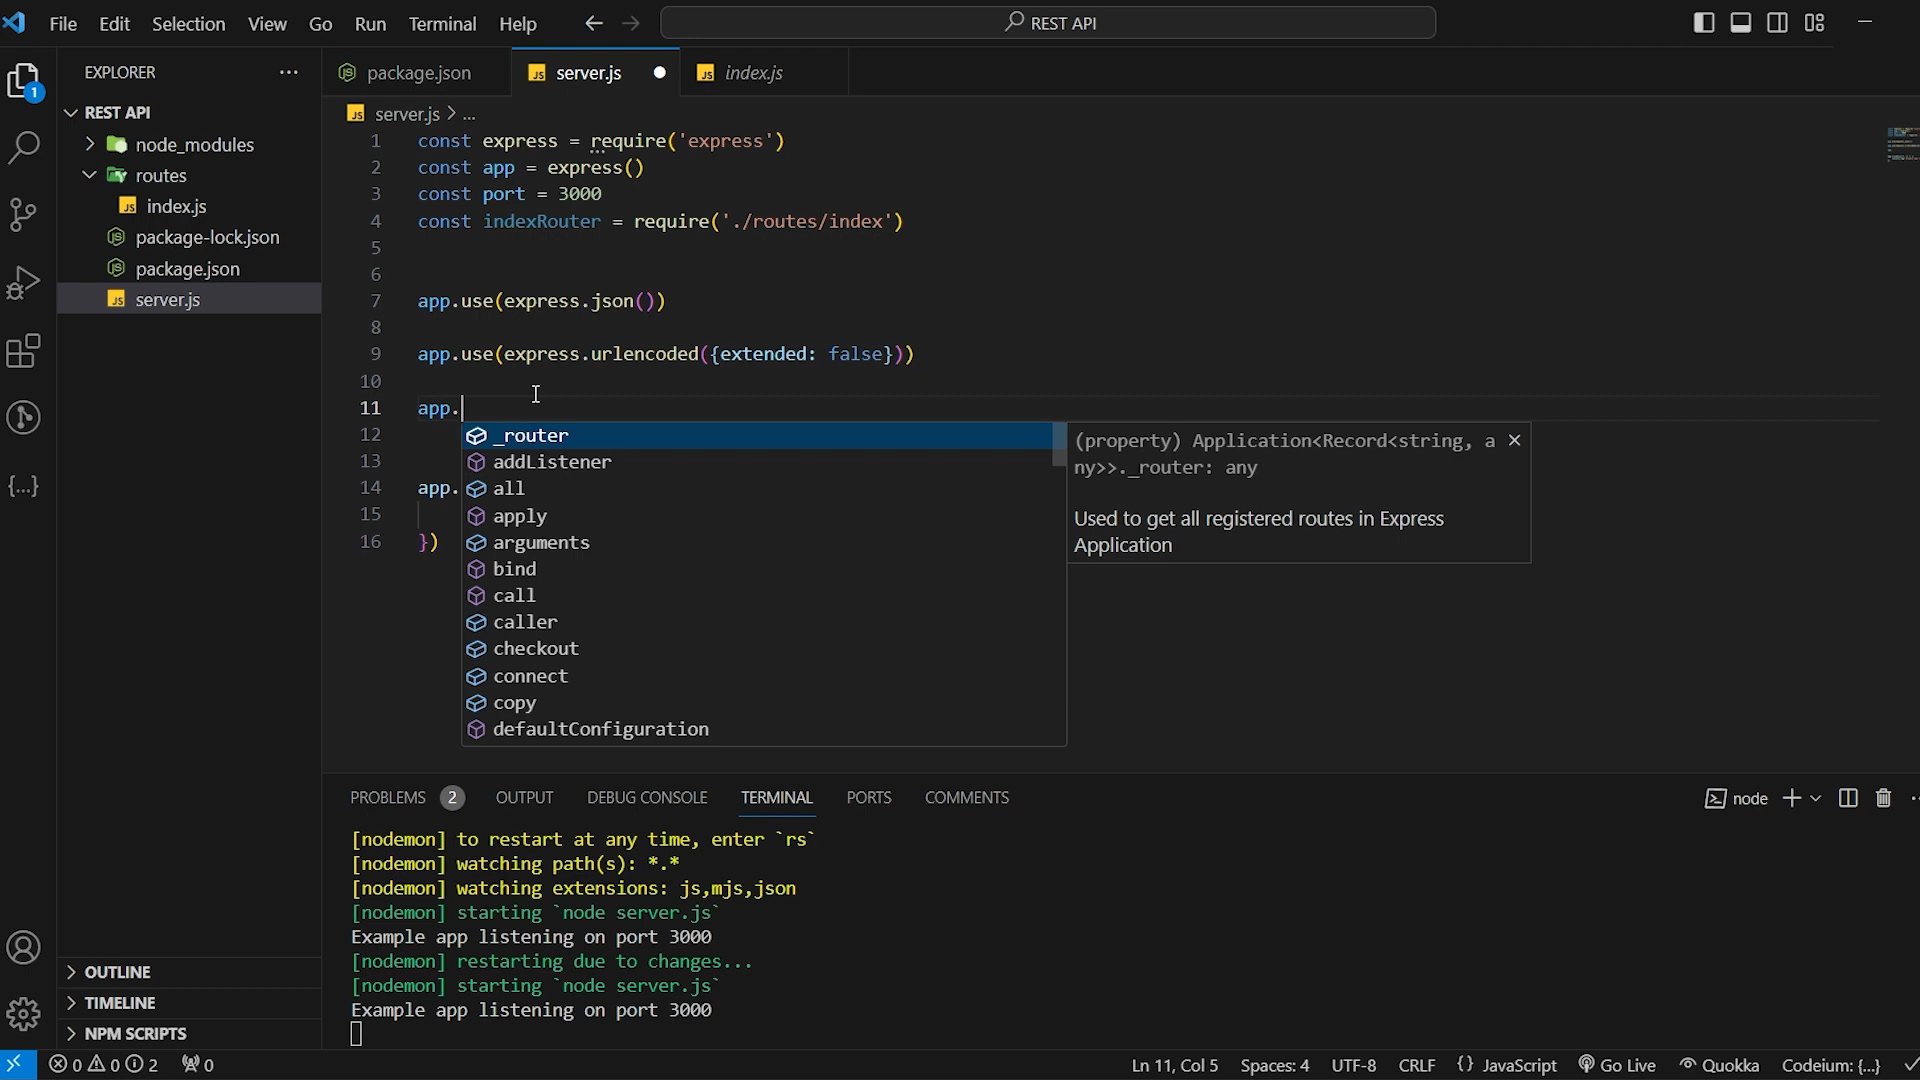 File Edit Selection View Go Run Terminal Help
REST API
EXPLORER
package.json
server.js
index.js
REST API
node_modules
routes
index.js
package-lock.json
package.json
server.js
server.js > ...
1 const express = require('express')
2 const app = express()
3 const port = 3000
4 const indexRouter = require('./routes/index')
5
6
7 app.use(express.json())
8
9 app.use(express.urlencoded({extended: false}))
10
11 app.
12
13
14 app.
15
16 })
_router
addListener
all
apply
arguments
bind
call
caller
checkout
connect
copy
defaultConfiguration
(property) Application<Record<string, a
ny>>._router: any
Used to get all registered routes in Express
Application
PROBLEMS 2 OUTPUT DEBUG CONSOLE TERMINAL PORTS COMMENTS
node
[nodemon] to restart at any time, enter `rs`
[nodemon] watching path(s): *.*
[nodemon] watching extensions: js,mjs,json
[nodemon] starting `node server.js`
Example app listening on port 3000
[nodemon] restarting due to changes...
[nodemon] starting `node server.js`
Example app listening on port 3000
OUTLINE
TIMELINE
NPM SCRIPTS
1
0 0 2 0
Ln 11, Col 5 Spaces: 4 UTF-8 CRLF {} JavaScript Go Live Quokka Codeium: {...}